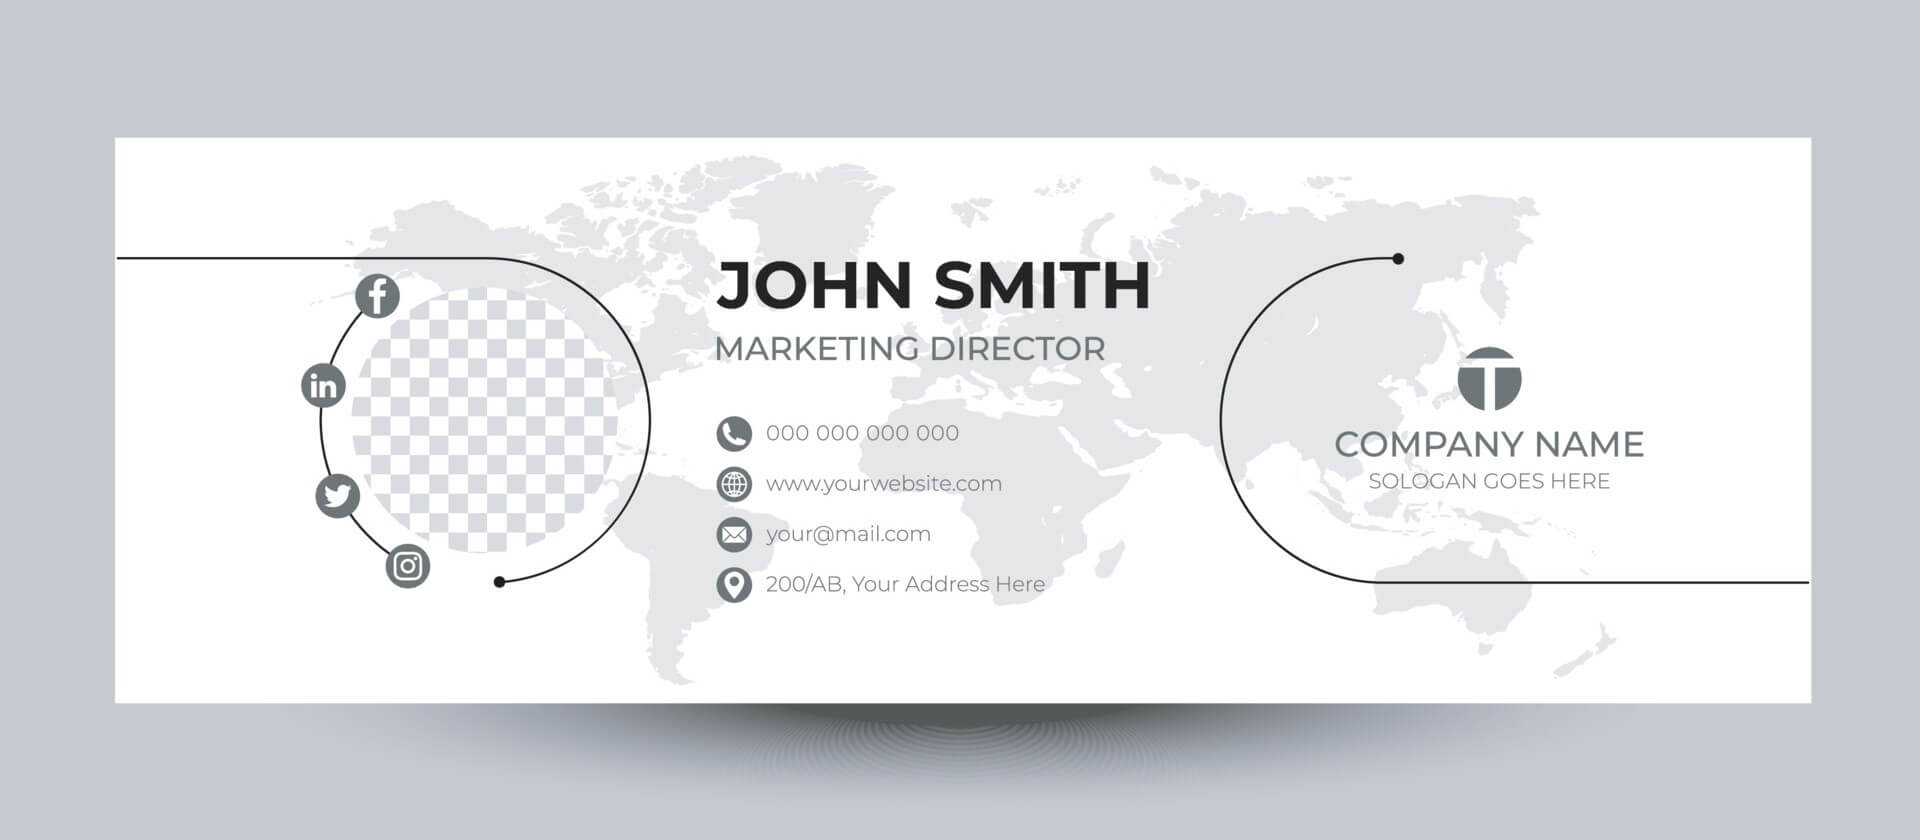 JOHN SMITH
MARKETING DIRECTOR
000 000 000 000
www.yourwebsite.com
your@mail.com
200/AB, Your Address Here
f
in
T
COMPANY NAME
SOLOGAN GOES HERE